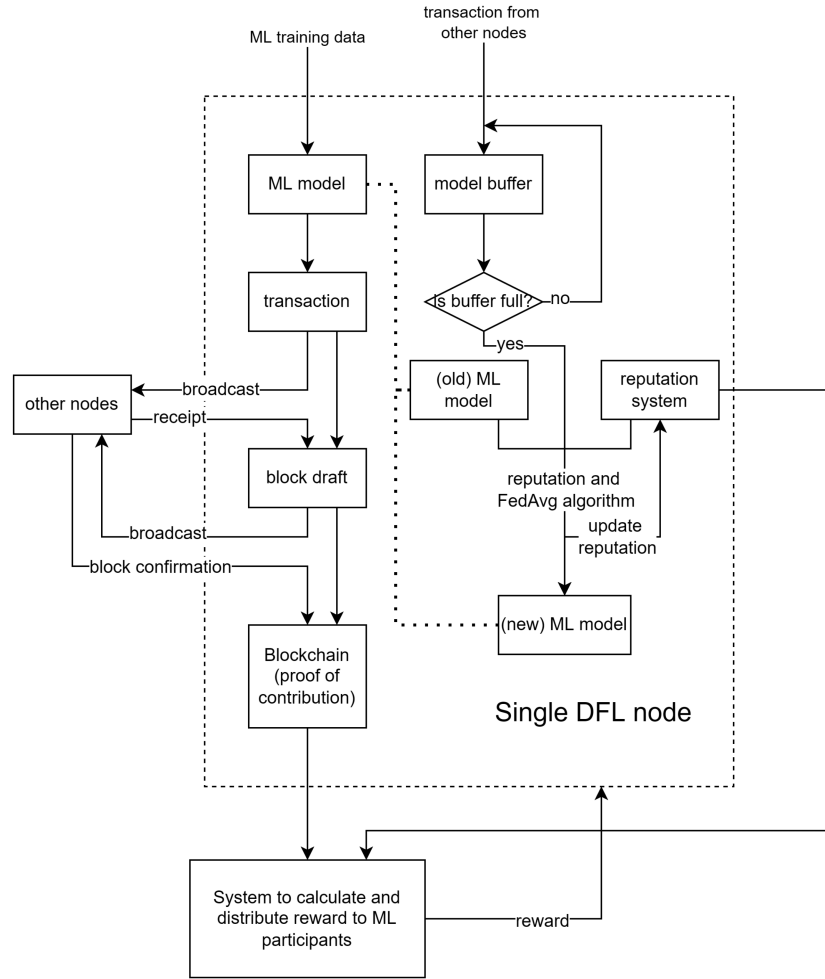 transaction from
other nodes
ML training data
ML model
model buffer
transaction
Is buffer full?
no
yes
broadcast
(old) ML
model
reputation
system
other nodes
receipt
block draft
reputation and
FedAvg algorithm
broadcast
update
reputation
block confirmation
(new) ML model
Blockchain
(proof of
contribution)
Single DFL node
System to calculate and
distribute reward to ML
participants
reward